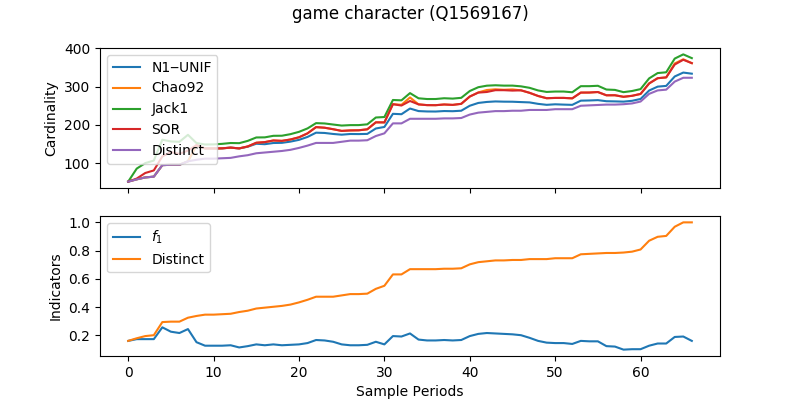 game character (Q1569167)
400
300
200
100
Cardinality
N1−UNIF
Chao92
Jack1
SOR
Distinct
1.0
0.8
0.6
0.4
0.2
Indicators
f1
Distinct
0
10
20
30
40
50
60
Sample Periods